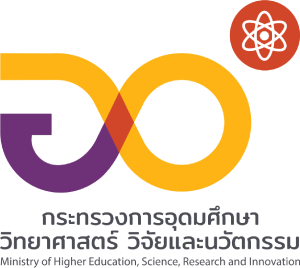 กระทรวงการอุดมศึกษา
วิทยาศาสตร์ วิจัยและนวัตกรรม
Ministry of Higher Education, Science, Research and Innovation